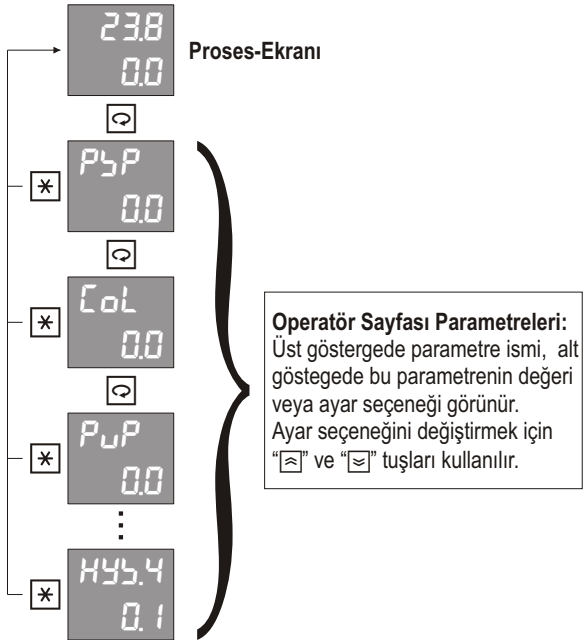 23.8
0.0
Proses-Ekranı
PSP
0.0
CoL
0.0
PuP
0.0
HYS.4
0.1
Operatör Sayfası Parametreleri:
Üst göstergede parametre ismi, alt
göstegede bu parametrenin değeri
veya ayar seçeneği görünür.
Ayar seçeneğini değiştirmek için
“ ” ve “ ” tuşları kullanılır.